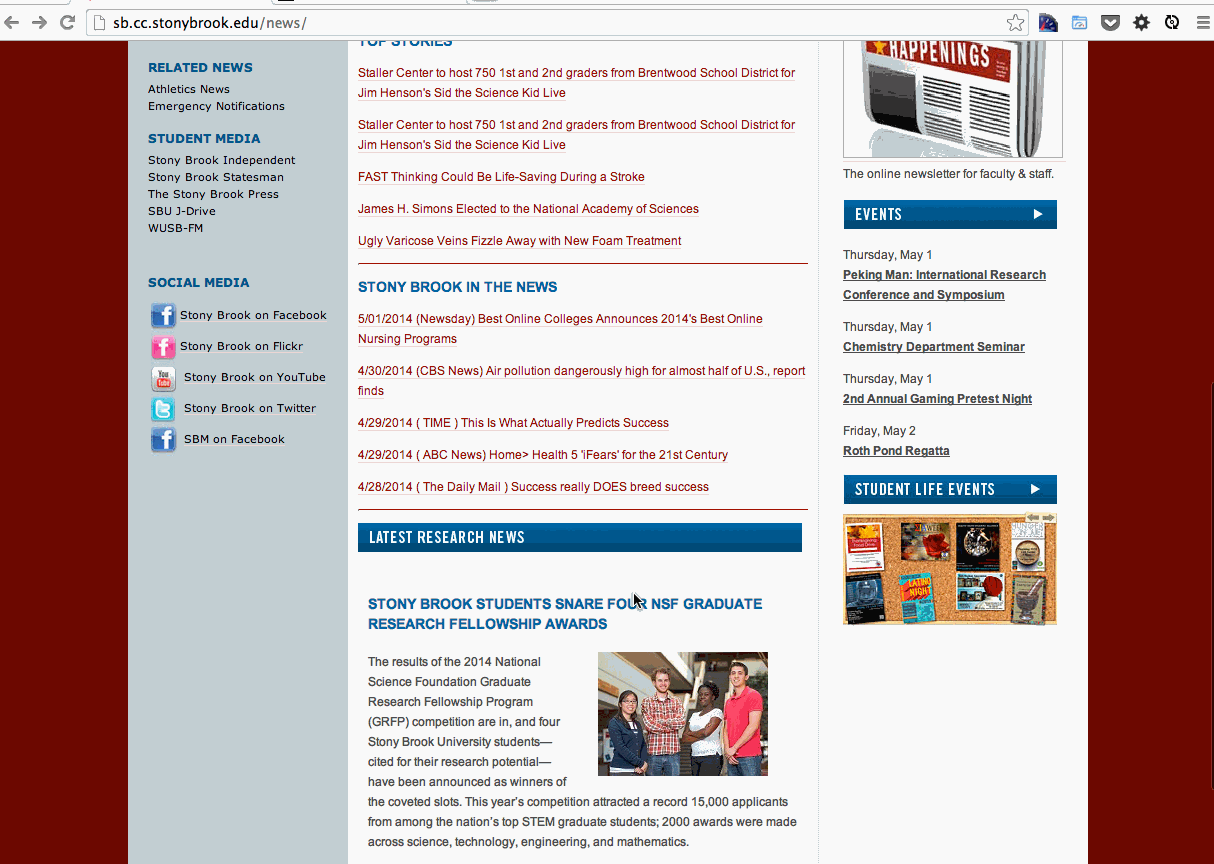 sb.cc.stonybrook.edu/news/
RELATED NEWS
Athletics News
Emergency Notifications
STUDENT MEDIA
Stony Brook Independent
Stony Brook Statesman
The Stony Brook Press
SBU J-Drive
WUSB-FM
SOCIAL MEDIA
Stony Brook on Facebook
Stony Brook on Flickr
You
Tube
Stony Brook on YouTube
Stony Brook on Twitter
SBM on Facebook
TOP STORIES
Staller Center to host 750 1st and 2nd graders from Brentwood School District for
Jim Henson's Sid the Science Kid Live
Staller Center to host 750 1st and 2nd graders from Brentwood School District for
Jim Henson's Sid the Science Kid Live
FAST Thinking Could Be Life-Saving During a Stroke
James H. Simons Elected to the National Academy of Sciences
Ugly Varicose Veins Fizzle Away with New Foam Treatment
STONY BROOK IN THE NEWS
5/01/2014 (Newsday) Best Online Colleges Announces 2014's Best Online
Nursing Programs
4/30/2014 (CBS News) Air pollution dangerously high for almost half of U.S., report
finds
4/29/2014 ( TIME ) This Is What Actually Predicts Success
4/29/2014 ( ABC News) Home> Health 5 'iFears' for the 21st Century
4/28/2014 ( The Daily Mail ) Success really DOES breed success
LATEST RESEARCH NEWS
STONY BROOK STUDENTS SNARE FOUR NSF GRADUATE
RESEARCH FELLOWSHIP AWARDS
The results of the 2014 National
Science Foundation Graduate
Research Fellowship Program
(GRFP) competition are in, and four
Stony Brook University students—
cited for their research potential—
have been announced as winners of
the coveted slots. This year's competition attracted a record 15,000 applicants
from among the nation's top STEM graduate students; 2000 awards were made
across science, technology, engineering, and mathematics.
HAPPENINGS
The online newsletter for faculty & staff.
EVENTS
Thursday, May 1
Peking Man: International Research
Conference and Symposium
Thursday, May 1
Chemistry Department Seminar
Thursday, May 1
2nd Annual Gaming Pretest Night
Friday, May 2
Roth Pond Regatta
STUDENT LIFE EVENTS
LATINO
NIGHT